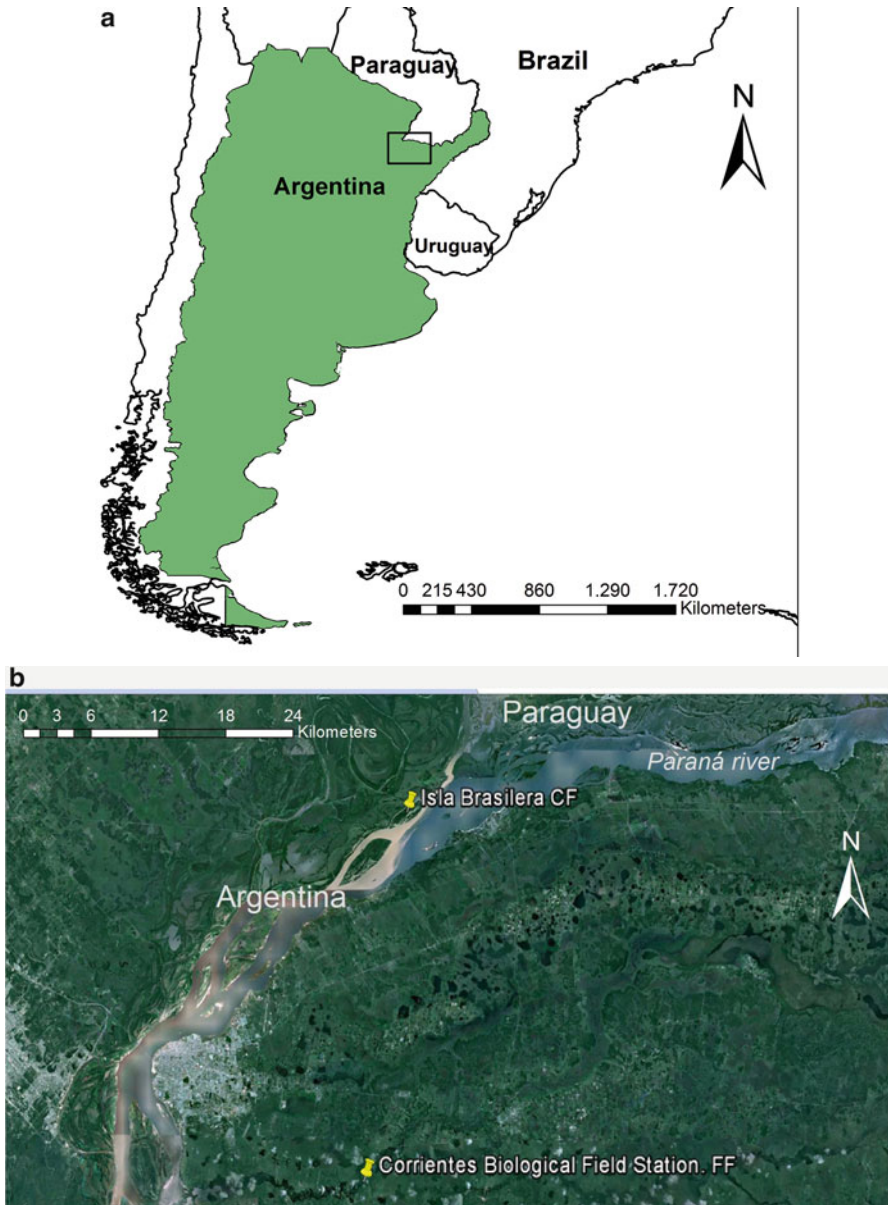 a
Paraguay
Brazil
N
Argentina
Uruguay
0 215 430 860 1.290 1.720
Kilometers
b
0 3 6 12 18 24
Kilometers
Paraguay
Paraná river
Isla Brasilera CF
N
Argentina
Corrientes Biological Field Station. FF